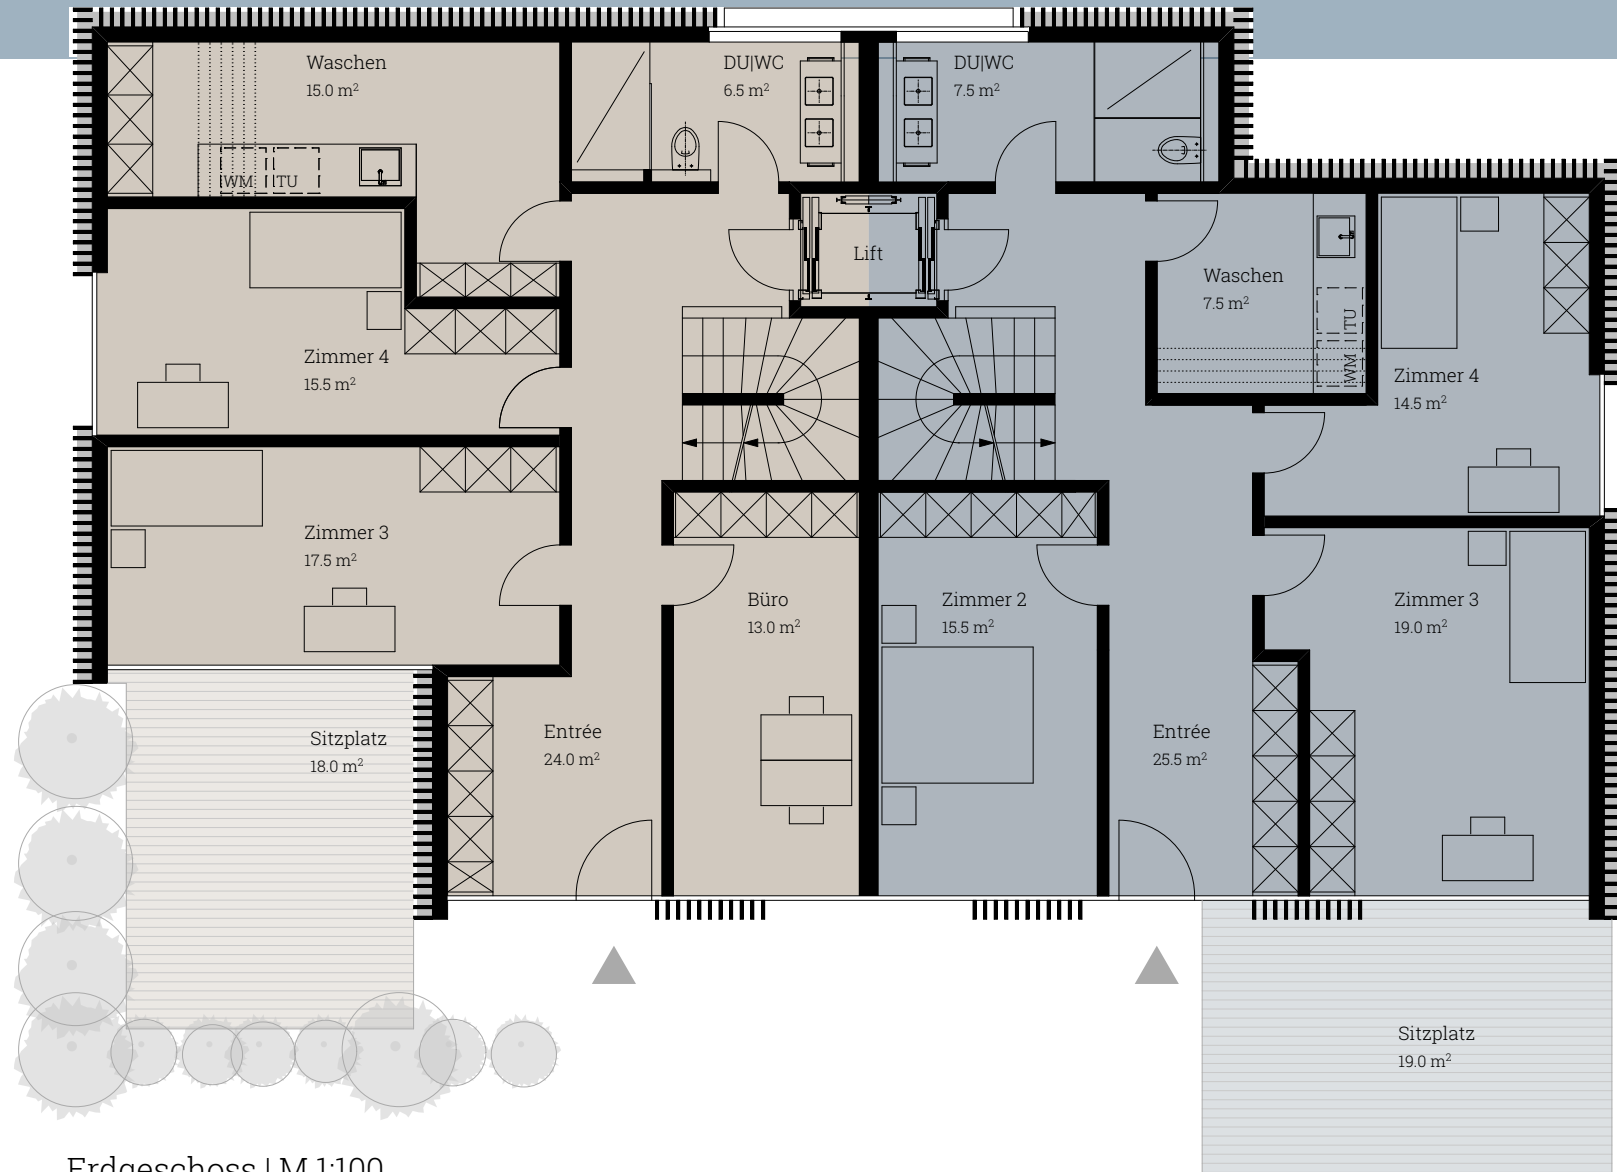 Waschen
15.0 m²
DU|WC
6.5 m²
DU|WC
7.5 m²
WM
TU
Lift
Waschen
7.5 m²
TU
WM
Zimmer 4
15.5 m²
Zimmer 4
14.5 m²
Zimmer 3
17.5 m²
Büro
13.0 m²
Zimmer 2
15.5 m²
Zimmer 3
19.0 m²
Sitzplatz
18.0 m²
Entrée
24.0 m²
Entrée
25.5 m²
Sitzplatz
19.0 m²
Erdgeschoss | M 1:100